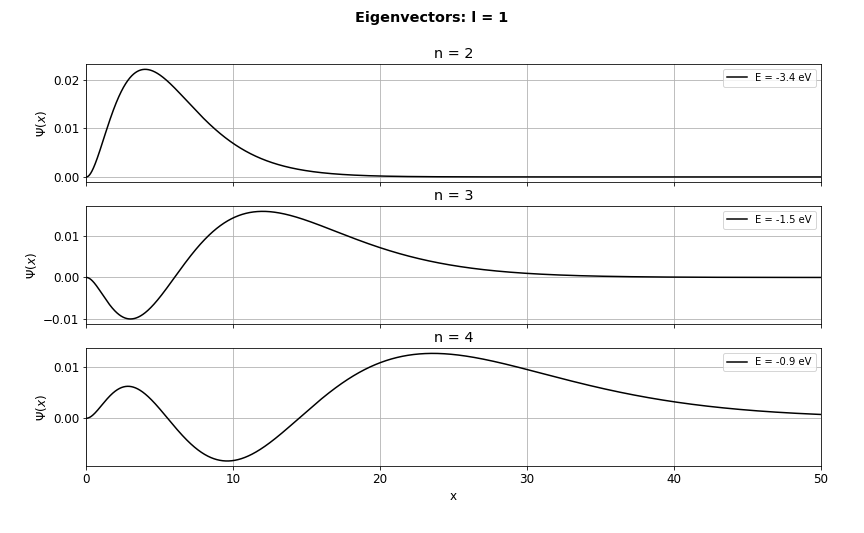 Eigenvectors: l = 1
n = 2
0.02
0.01
0.00
Ψ(x)
E = -3.4 eV
n = 3
0.01
0.00
−0.01
Ψ(x)
E = -1.5 eV
n = 4
0.01
0.00
Ψ(x)
E = -0.9 eV
0 10 20 30 40 50
x